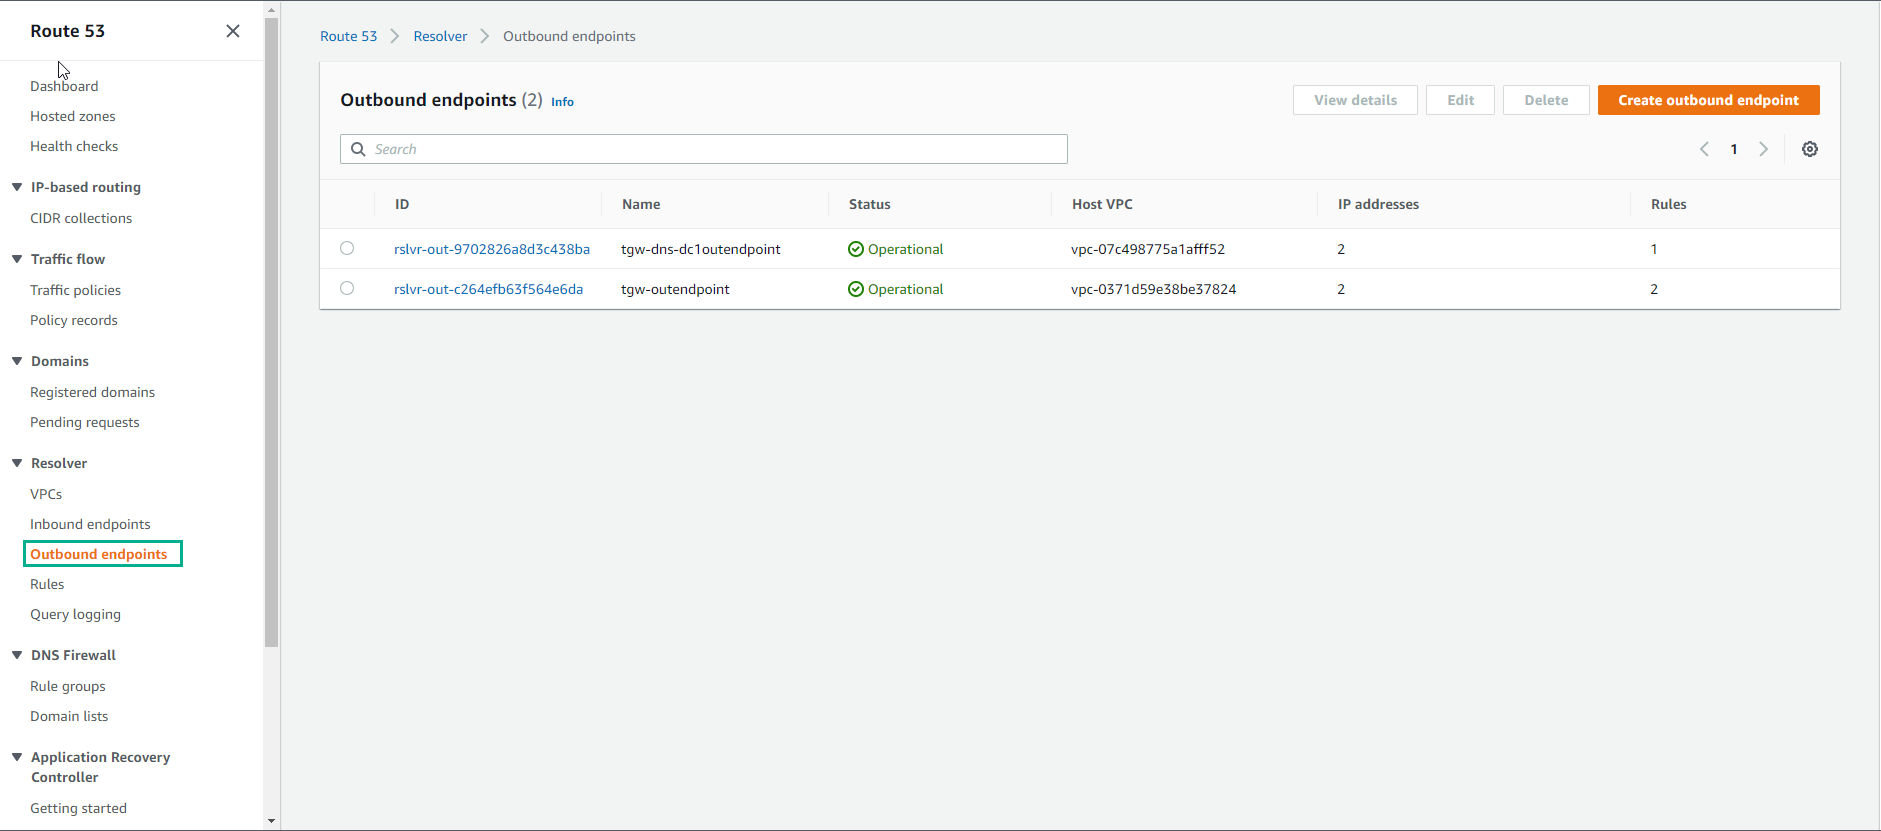 Route 53
Dashboard
Hosted zones
Health checks
IP-based routing
CIDR collections
Traffic flow
Traffic policies
Policy records
Domains
Registered domains
Pending requests
Resolver
VPCs
Inbound endpoints
Outbound endpoints
Rules
Query logging
DNS Firewall
Rule groups
Domain lists
Application Recovery
Controller
Getting started
Route 53 Resolver Outbound endpoints
Outbound endpoints (2) Info
View details Edit Delete Create outbound endpoint
Search
1
ID Name Status Host VPC IP addresses Rules
rslvr-out-9702826a8d3c438ba tgw-dns-dc1outendpoint Operational vpc-07c498775a1afff52 2 1
rslvr-out-c264efb63f564e6da tgw-outendpoint Operational vpc-0371d59e38be37824 2 2